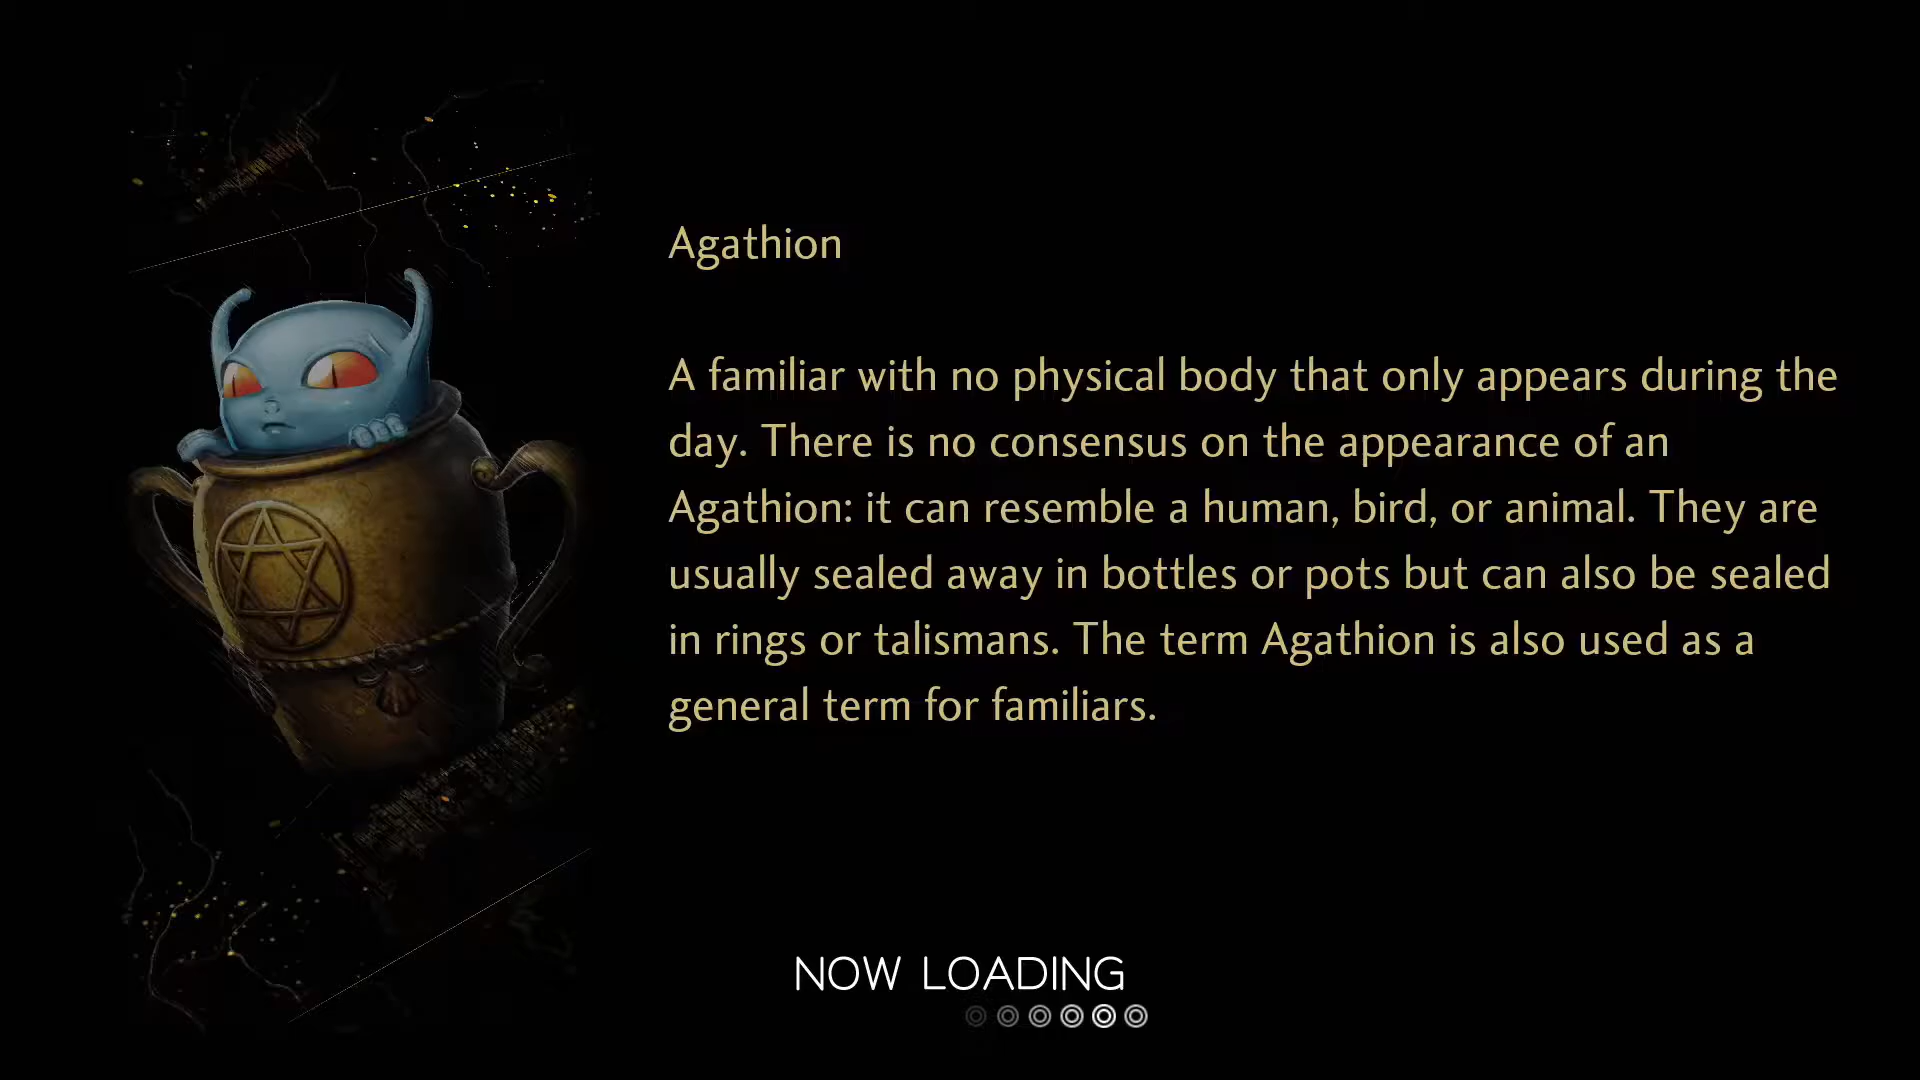 Agathion
A familiar with no physical body that only appears during the
day. There is no consensus on the appearance of an
Agathion: it can resemble a human, bird, or animal. They are
usually sealed away in bottles or pots but can also be sealed
in rings or talismans. The term Agathion is also used as a
general term for familiars.
NOW LOADING